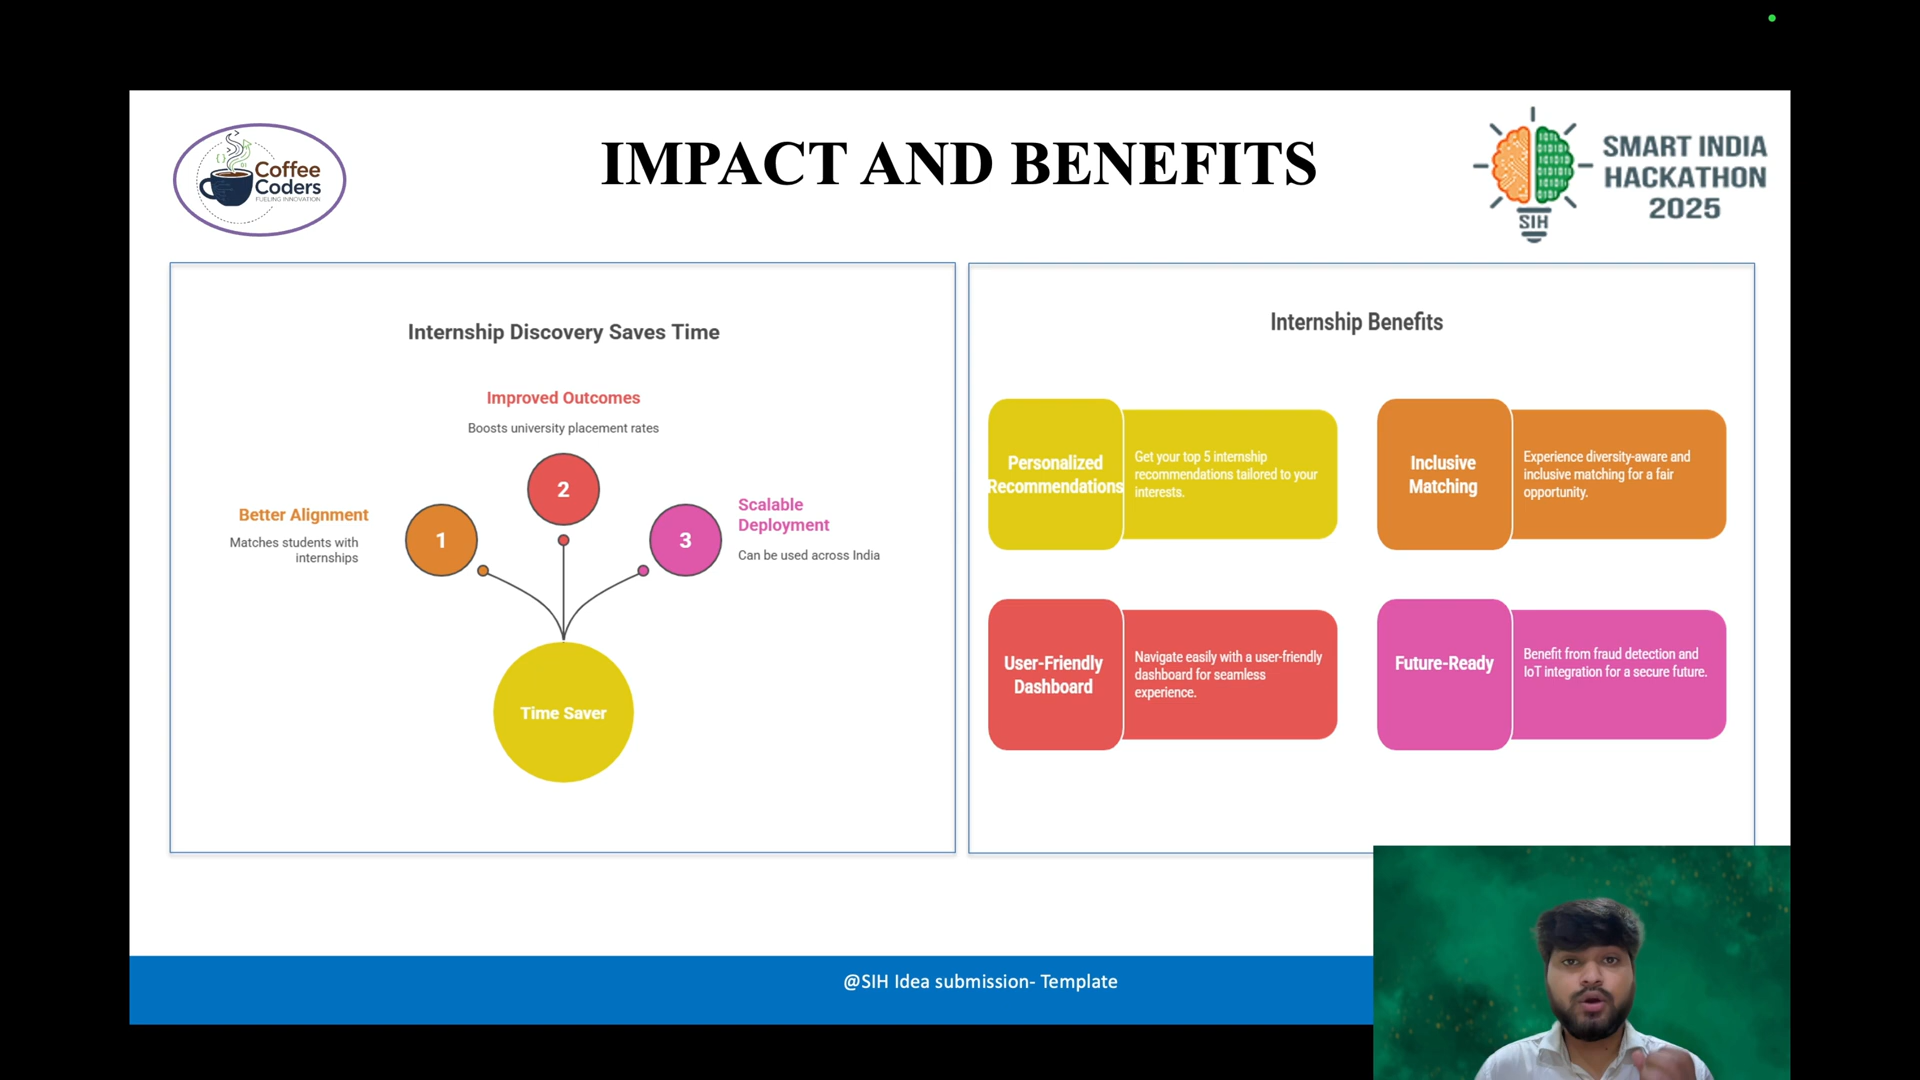 Coffee
Coders
FUELING INNOVATION
IMPACT AND BENEFITS
SMART INDIA
HACKATHON
2025
SIH
Internship Discovery Saves Time
Improved Outcomes
Boosts university placement rates
2
Better Alignment
Matches students with
internships
1
3
Scalable
Deployment
Can be used across India
Time Saver
Internship Benefits
Personalized
Recommendations
Get your top 5 internship
recommendations tailored to your
interests.
Inclusive
Matching
Experience diversity-aware and
inclusive matching for a fair
opportunity.
User-Friendly
Dashboard
Navigate easily with a user-friendly
dashboard for seamless
experience.
Future-Ready
Benefit from fraud detection and
IoT integration for a secure future.
@SIH Idea submission- Template